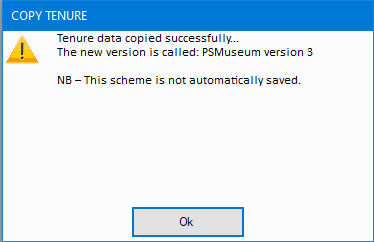 COPY TENURE
Tenure data copied successfully...
The new version is called: PSMuseum version 3
NB – This scheme is not automatically saved.
Ok